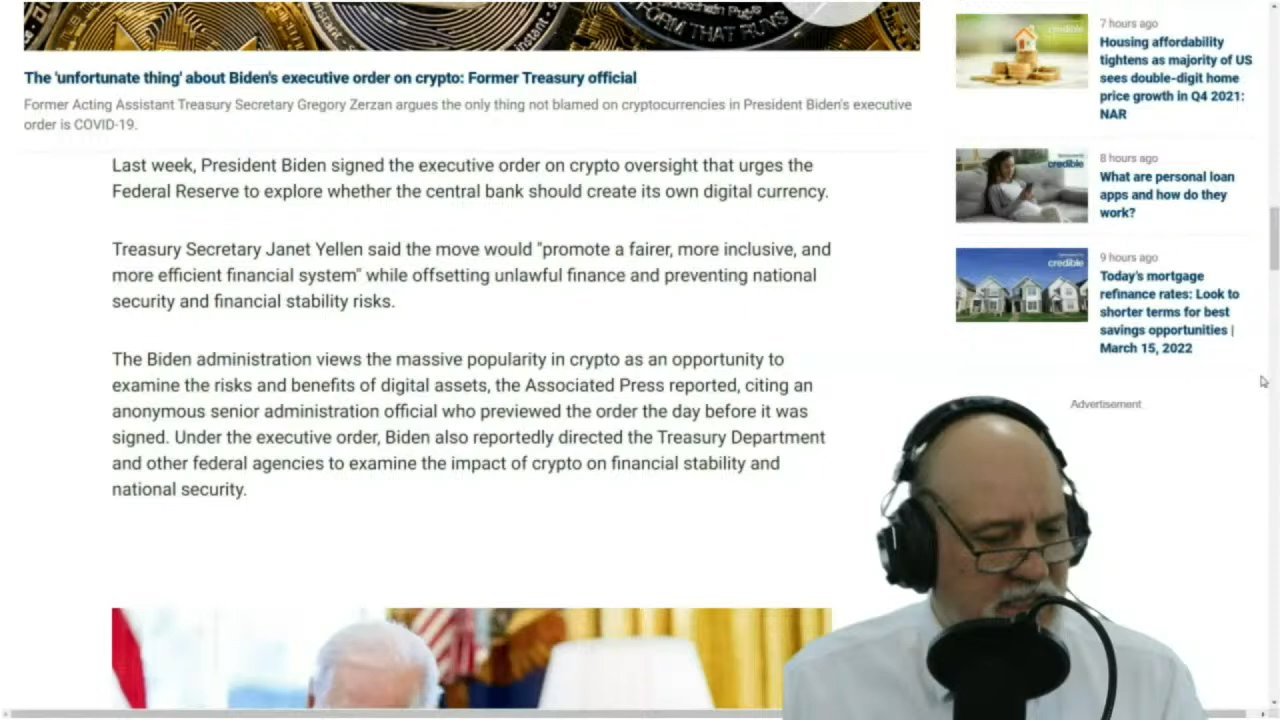 FORM THAT RUNS
The 'unfortunate thing' about Biden's executive order on crypto: Former Treasury official
Former Acting Assistant Treasury Secretary Gregory Zerzan argues the only thing not blamed on cryptocurrencies in President Biden's executive
order is COVID-19.
Last week, President Biden signed the executive order on crypto oversight that urges the
Federal Reserve to explore whether the central bank should create its own digital currency.
Treasury Secretary Janet Yellen said the move would "promote a fairer, more inclusive, and
more efficient financial system" while offsetting unlawful finance and preventing national
security and financial stability risks.
The Biden administration views the massive popularity in crypto as an opportunity to
examine the risks and benefits of digital assets, the Associated Press reported, citing an
anonymous senior administration official who previewed the order the day before it was
signed. Under the executive order, Biden also reportedly directed the Treasury Department
and other federal agencies to examine the impact of crypto on financial stability and
national security.
credible
7 hours ago
Housing affordability
tightens as majority of US
sees double-digit home
price growth in Q4 2021:
NAR
credible
8 hours ago
What are personal loan
apps and how do they
work?
credible
9 hours ago
Today's mortgage
refinance rates: Look to
shorter terms for best
savings opportunities |
March 15, 2022
Advertisement